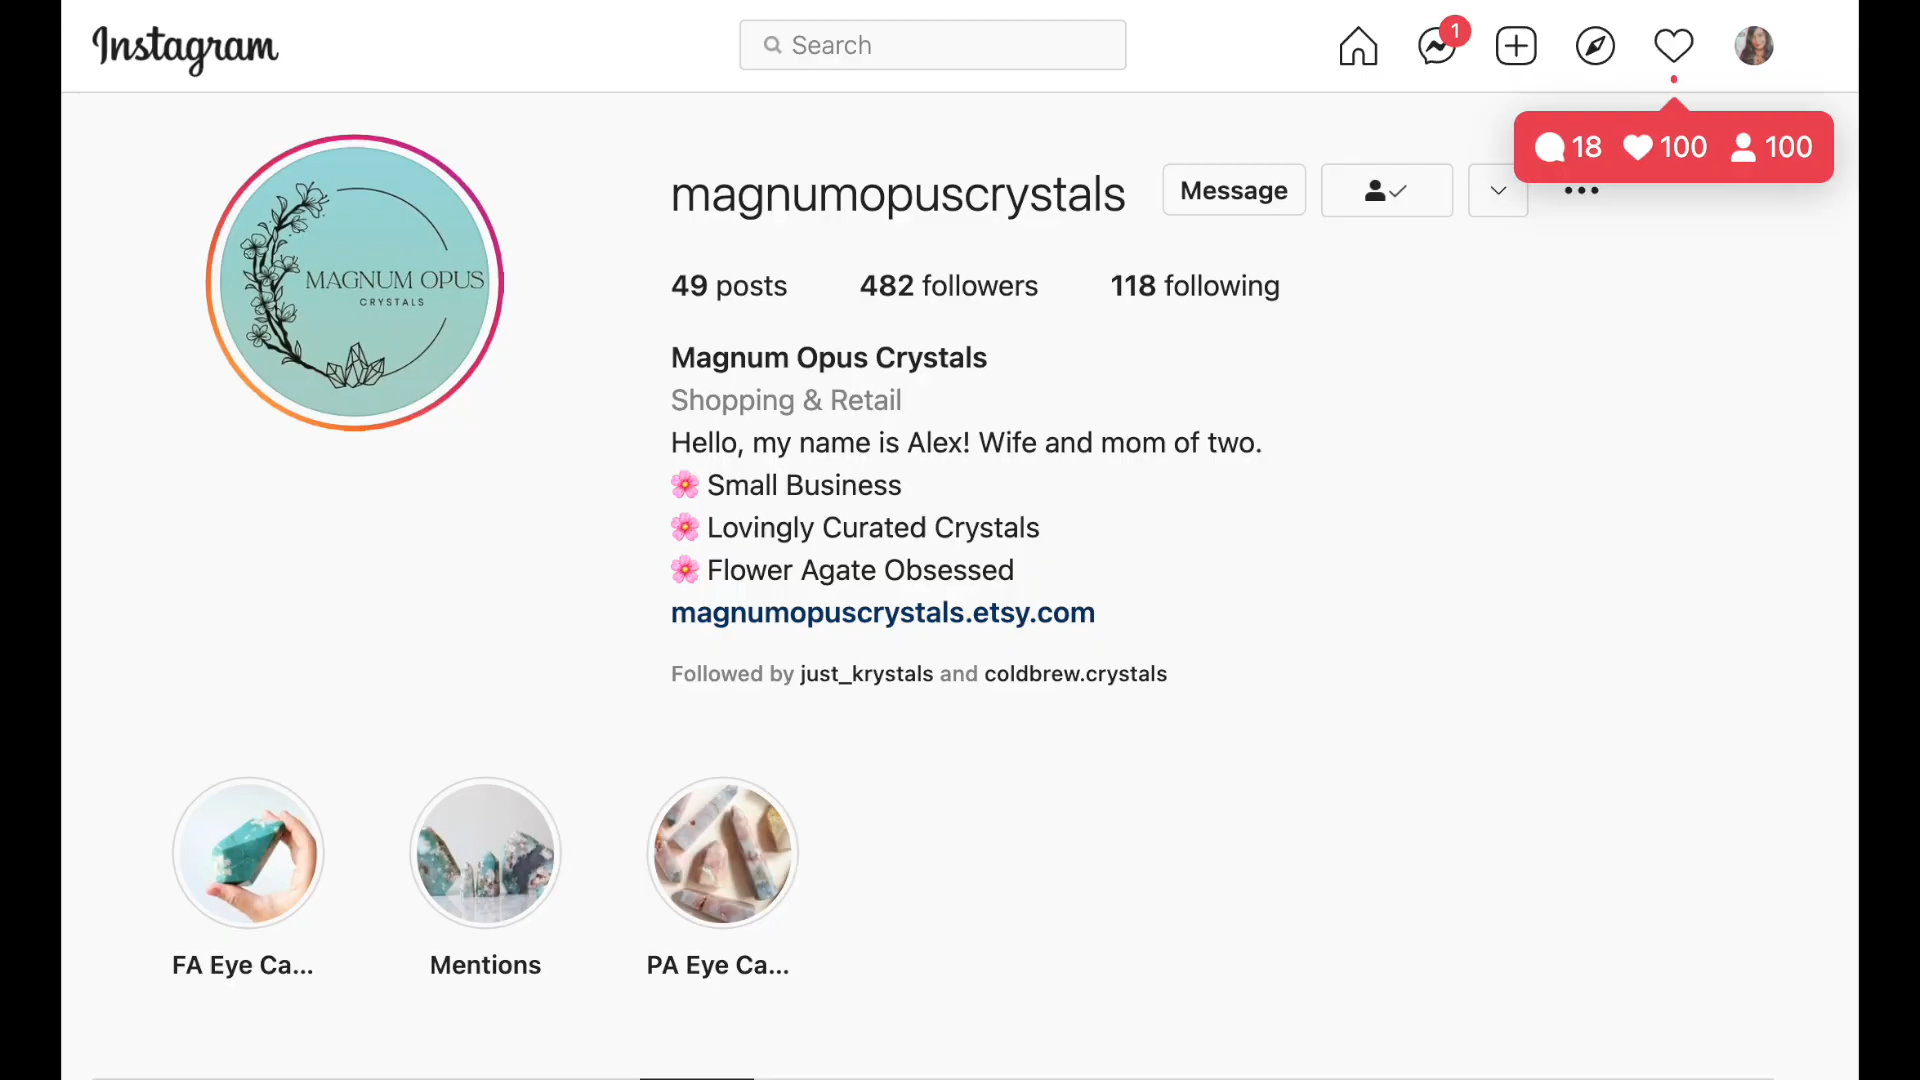 Instagram
Search
1
18 100 100
magnumopuscrystals Message
49 posts 482 followers 118 following
MAGNUM OPUS
CRYSTALS
Magnum Opus Crystals
Shopping & Retail
Hello, my name is Alex! Wife and mom of two.
🌸 Small Business
🌸 Lovingly Curated Crystals
🌸 Flower Agate Obsessed
magnumopuscrystals.etsy.com
Followed by just_krystals and coldbrew.crystals
FA Eye Ca... Mentions PA Eye Ca...